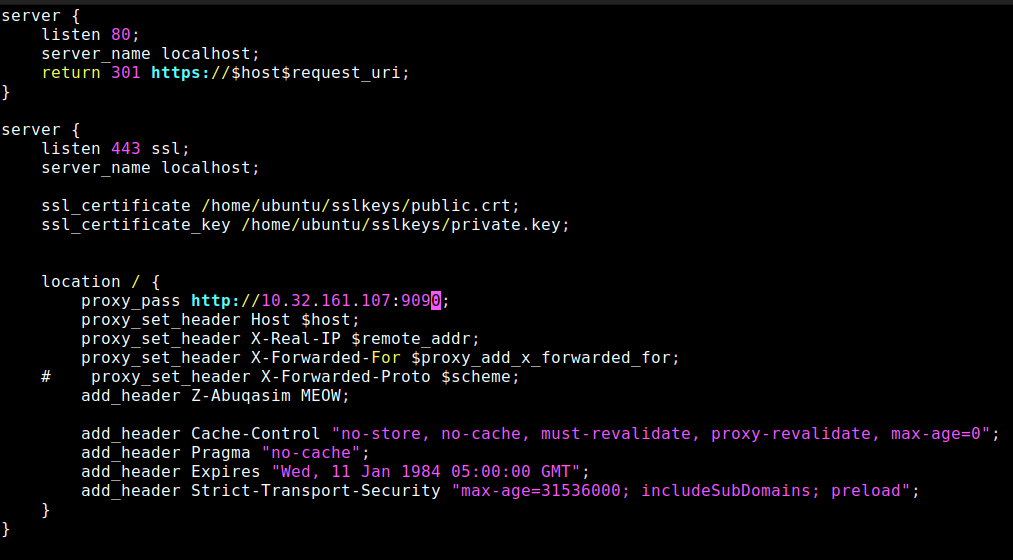 server {
    listen 80;
    server_name localhost;
    return 301 https://$host$request_uri;
}
server {
    listen 443 ssl;
    server_name localhost;
    ssl_certificate /home/ubuntu/sslkeys/public.crt;
    ssl_certificate_key /home/ubuntu/sslkeys/private.key;
    location / {
        proxy_pass http://10.32.161.107:9090;
        proxy_set_header Host $host;
        proxy_set_header X-Real-IP $remote_addr;
        proxy_set_header X-Forwarded-For $proxy_add_x_forwarded_for;
    #    proxy_set_header X-Forwarded-Proto $scheme;
        add_header Z-Abuqasim MEOW;
        add_header Cache-Control "no-store, no-cache, must-revalidate, proxy-revalidate, max-age=0";
        add_header Pragma "no-cache";
        add_header Expires "Wed, 11 Jan 1984 05:00:00 GMT";
        add_header Strict-Transport-Security "max-age=31536000; includeSubDomains; preload";
    }
}